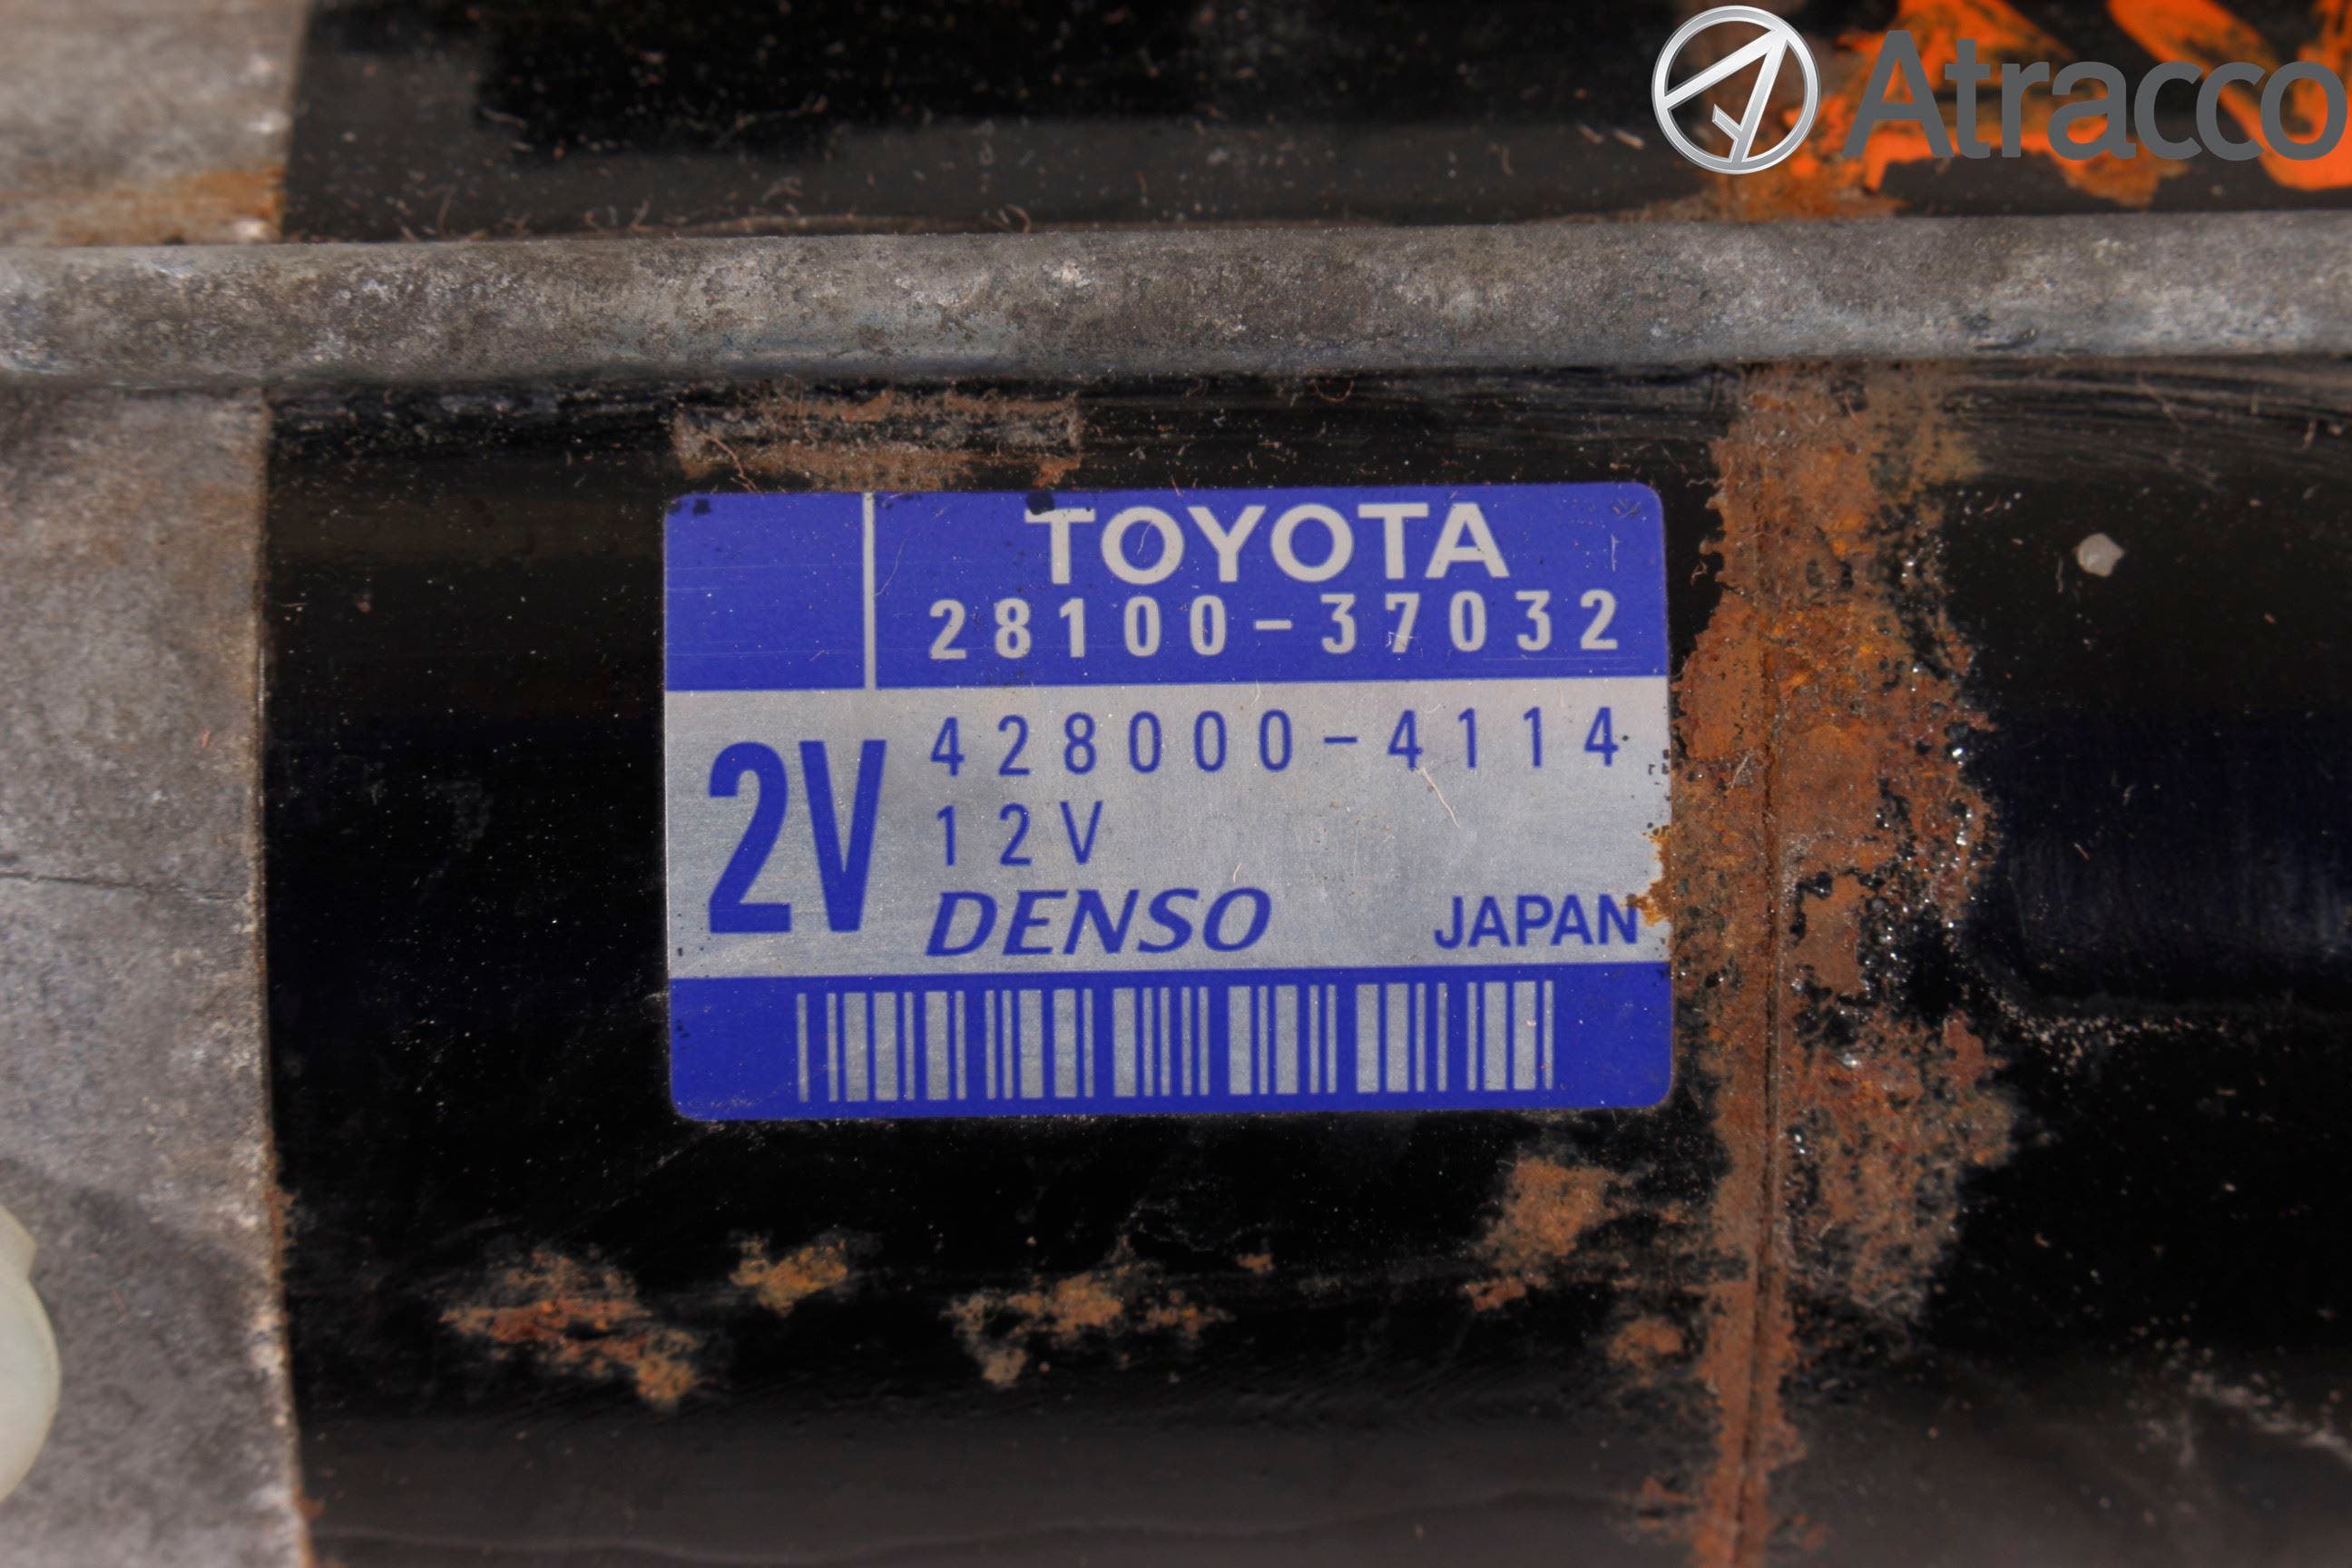 Atracco
TOYOTA
28100-37032
2V
428000-4114
12V
DENSO JAPAN